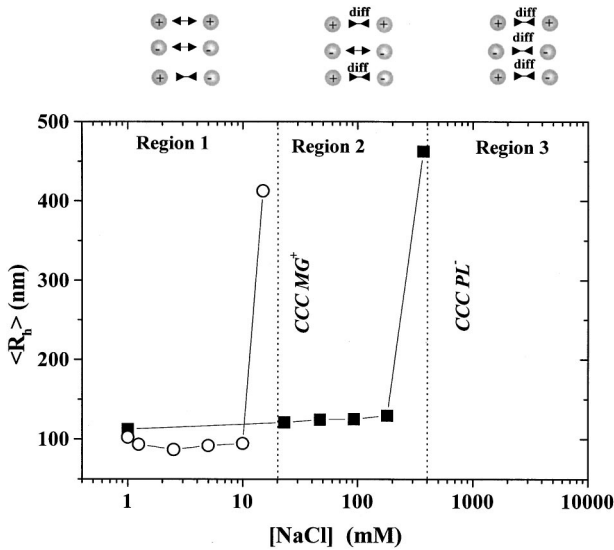 diff diff
+ + + + + +
diff
- - - - - -
diff diff
+ - + - + -
500
Region 1 Region 2 Region 3
400
300
200
100
<R_h> (nm)
CCC MG⁺
CCC PL⁻
1 10 100 1000 10000
[NaCl] (mM)